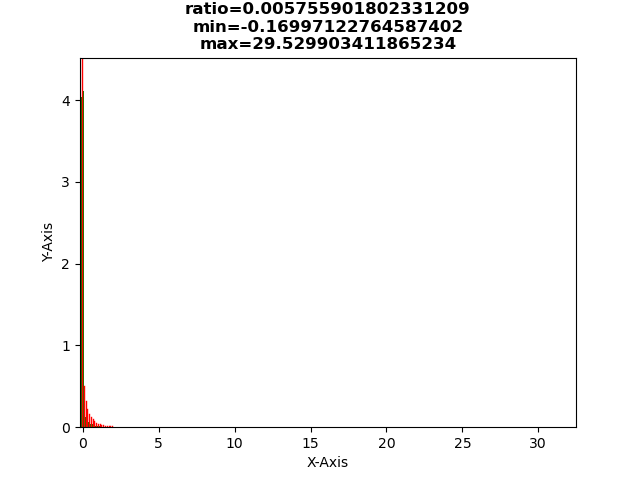 ratio=0.005755901802331209
min=-0.16997122764587402
max=29.529903411865234
4
3
2
1
0
Y-Axis
0 5 10 15 20 25 30
X-Axis